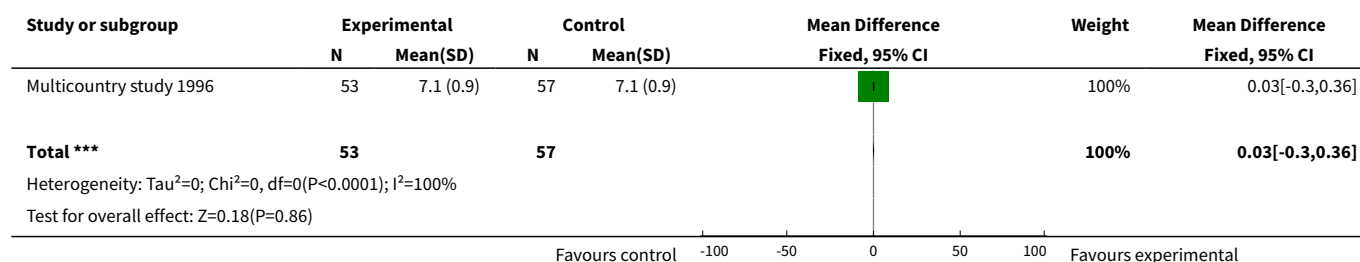 Study or subgroup Experimental Control Mean Difference Weight Mean Difference
N Mean(SD) N Mean(SD) Fixed, 95% CI Fixed, 95% CI
Multicountry study 1996 53 7.1 (0.9) 57 7.1 (0.9) 100% 0.03[-0.3,0.36]
Total *** 53 57 100% 0.03[-0.3,0.36]
Heterogeneity: Tau²=0; Chi²=0, df=0(P<0.0001); I²=100%
Test for overall effect: Z=0.18(P=0.86)
Favours control -100 -50 0 50 100 Favours experimental